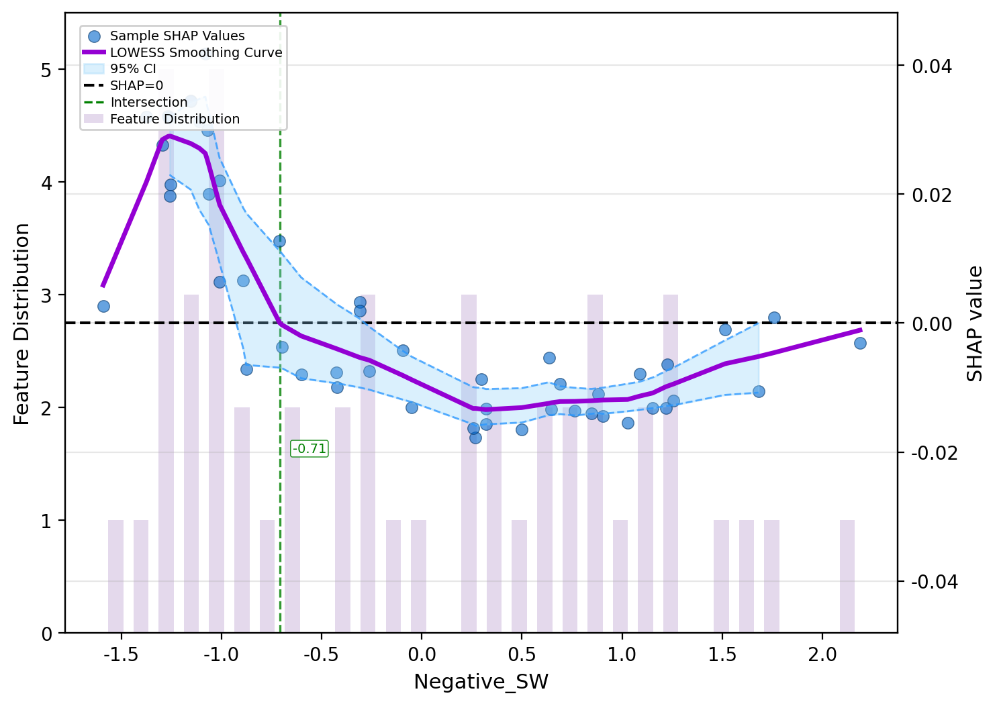 Sample SHAP Values
LOWESS Smoothing Curve
95% CI
SHAP=0
Intersection
Feature Distribution
5
4
3
2
1
0
Feature Distribution
0.04
0.02
0.00
-0.02
-0.04
SHAP value
-0.71
-1.5
-1.0
-0.5
0.0
0.5
1.0
1.5
2.0
Negative_SW